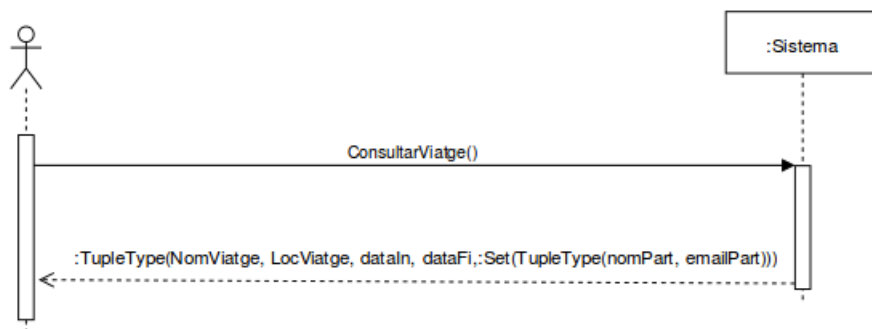 :Sistema
ConsultarViatge()
:TupleType(NomViatge, LocViatge, dataIn, dataFi,:Set(TupleType(nomPart, emailPart)))